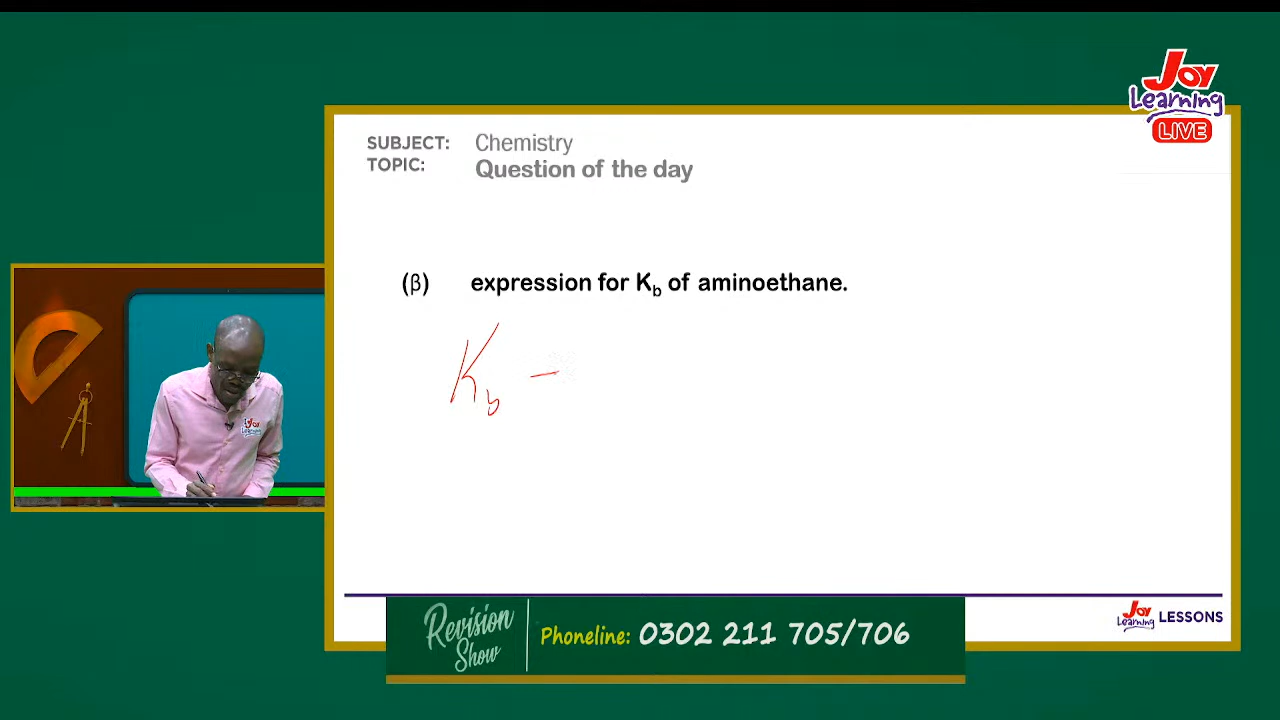 Joy
Learning
LIVE
SUBJECT: Chemistry
TOPIC: Question of the day
(β) expression for Kb of aminoethane.
Kb –
Joy
Learning LESSONS
Revision
Show
Phoneline: 0302 211 705/706